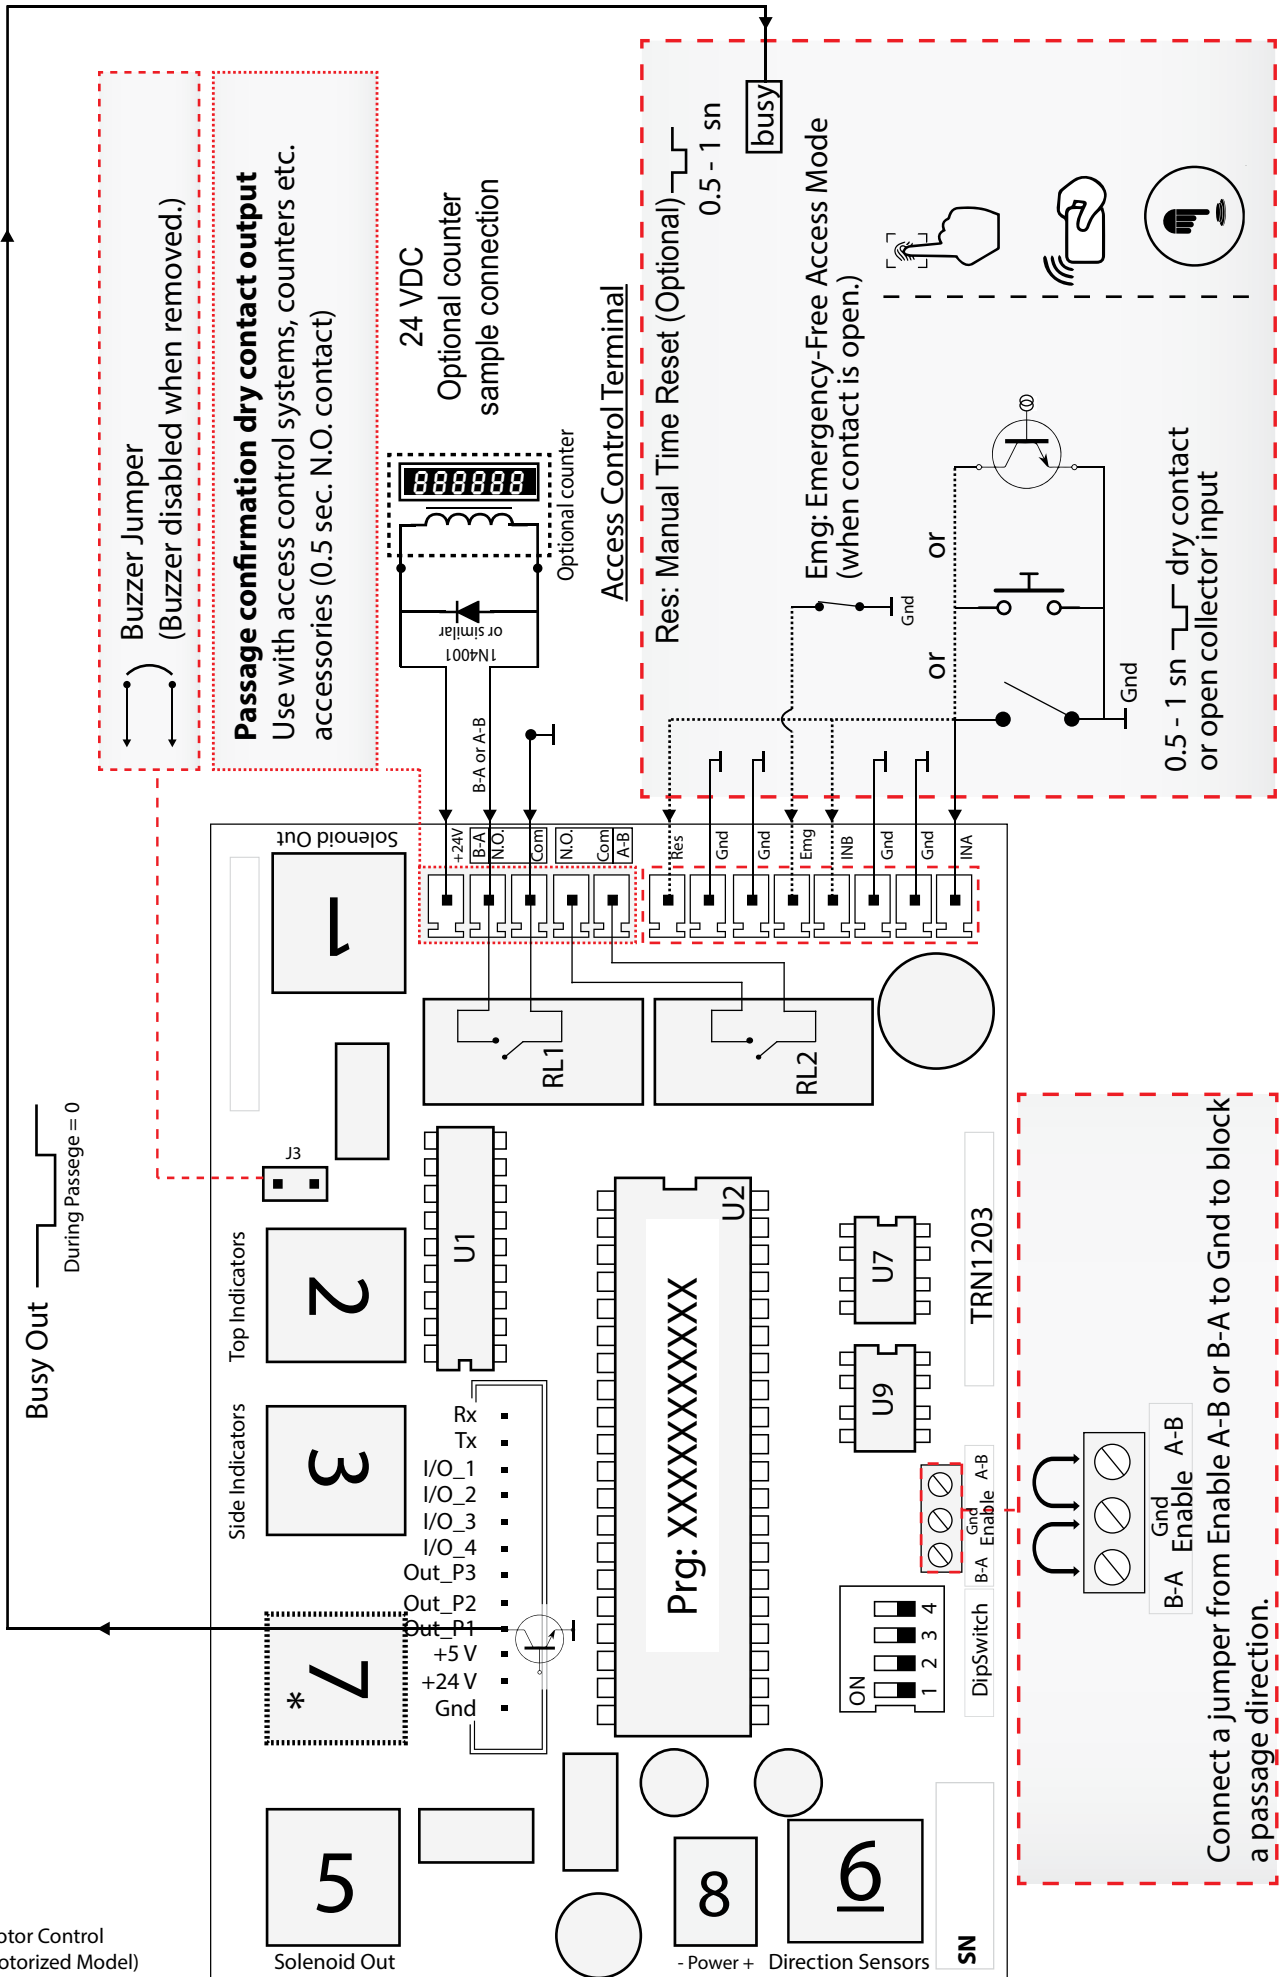 Busy Out
During Passege = 0
Buzzer Jumper
(Buzzer disabled when removed.)
Passage confirmation dry contact output
Use with access control systems, counters etc.
accessories (0.5 sec. N.O. contact)
24 VDC
Optional counter
sample connection
888888
Optional counter
1N4001
or similar
B-A or A-B
Access Control Terminal
Res: Manual Time Reset (Optional)
0.5 - 1 sn
busy
Emg: Emergency-Free Access Mode
(when contact is open.)
Gnd
or
or
Gnd
0.5 - 1 sn
dry contact
or open collector input
Solenoid Out
1
+24V
B-A
N.O.
Com
N.O.
Com
A-B
Res
Gnd
Gnd
Emg
INB
Gnd
Gnd
INA
RL1
RL2
J3
Top Indicators
2
Side Indicators
3
*
7
5
Solenoid Out
otor Control
otorized Model)
U1
Rx
Tx
I/O_1
I/O_2
I/O_3
I/O_4
Out_P3
Out_P2
Out_P1
+5 V
+24 V
Gnd
U2
Prg: XXXXXXXXXXXX
U7
U9
TRN1203
B-A
Gnd
Enable
A-B
ON
1 2 3 4
DipSwitch
8
- Power +
6
Direction Sensors
SN
B-A
Gnd
Enable
A-B
Connect a jumper from Enable A-B or B-A to Gnd to block
a passage direction.